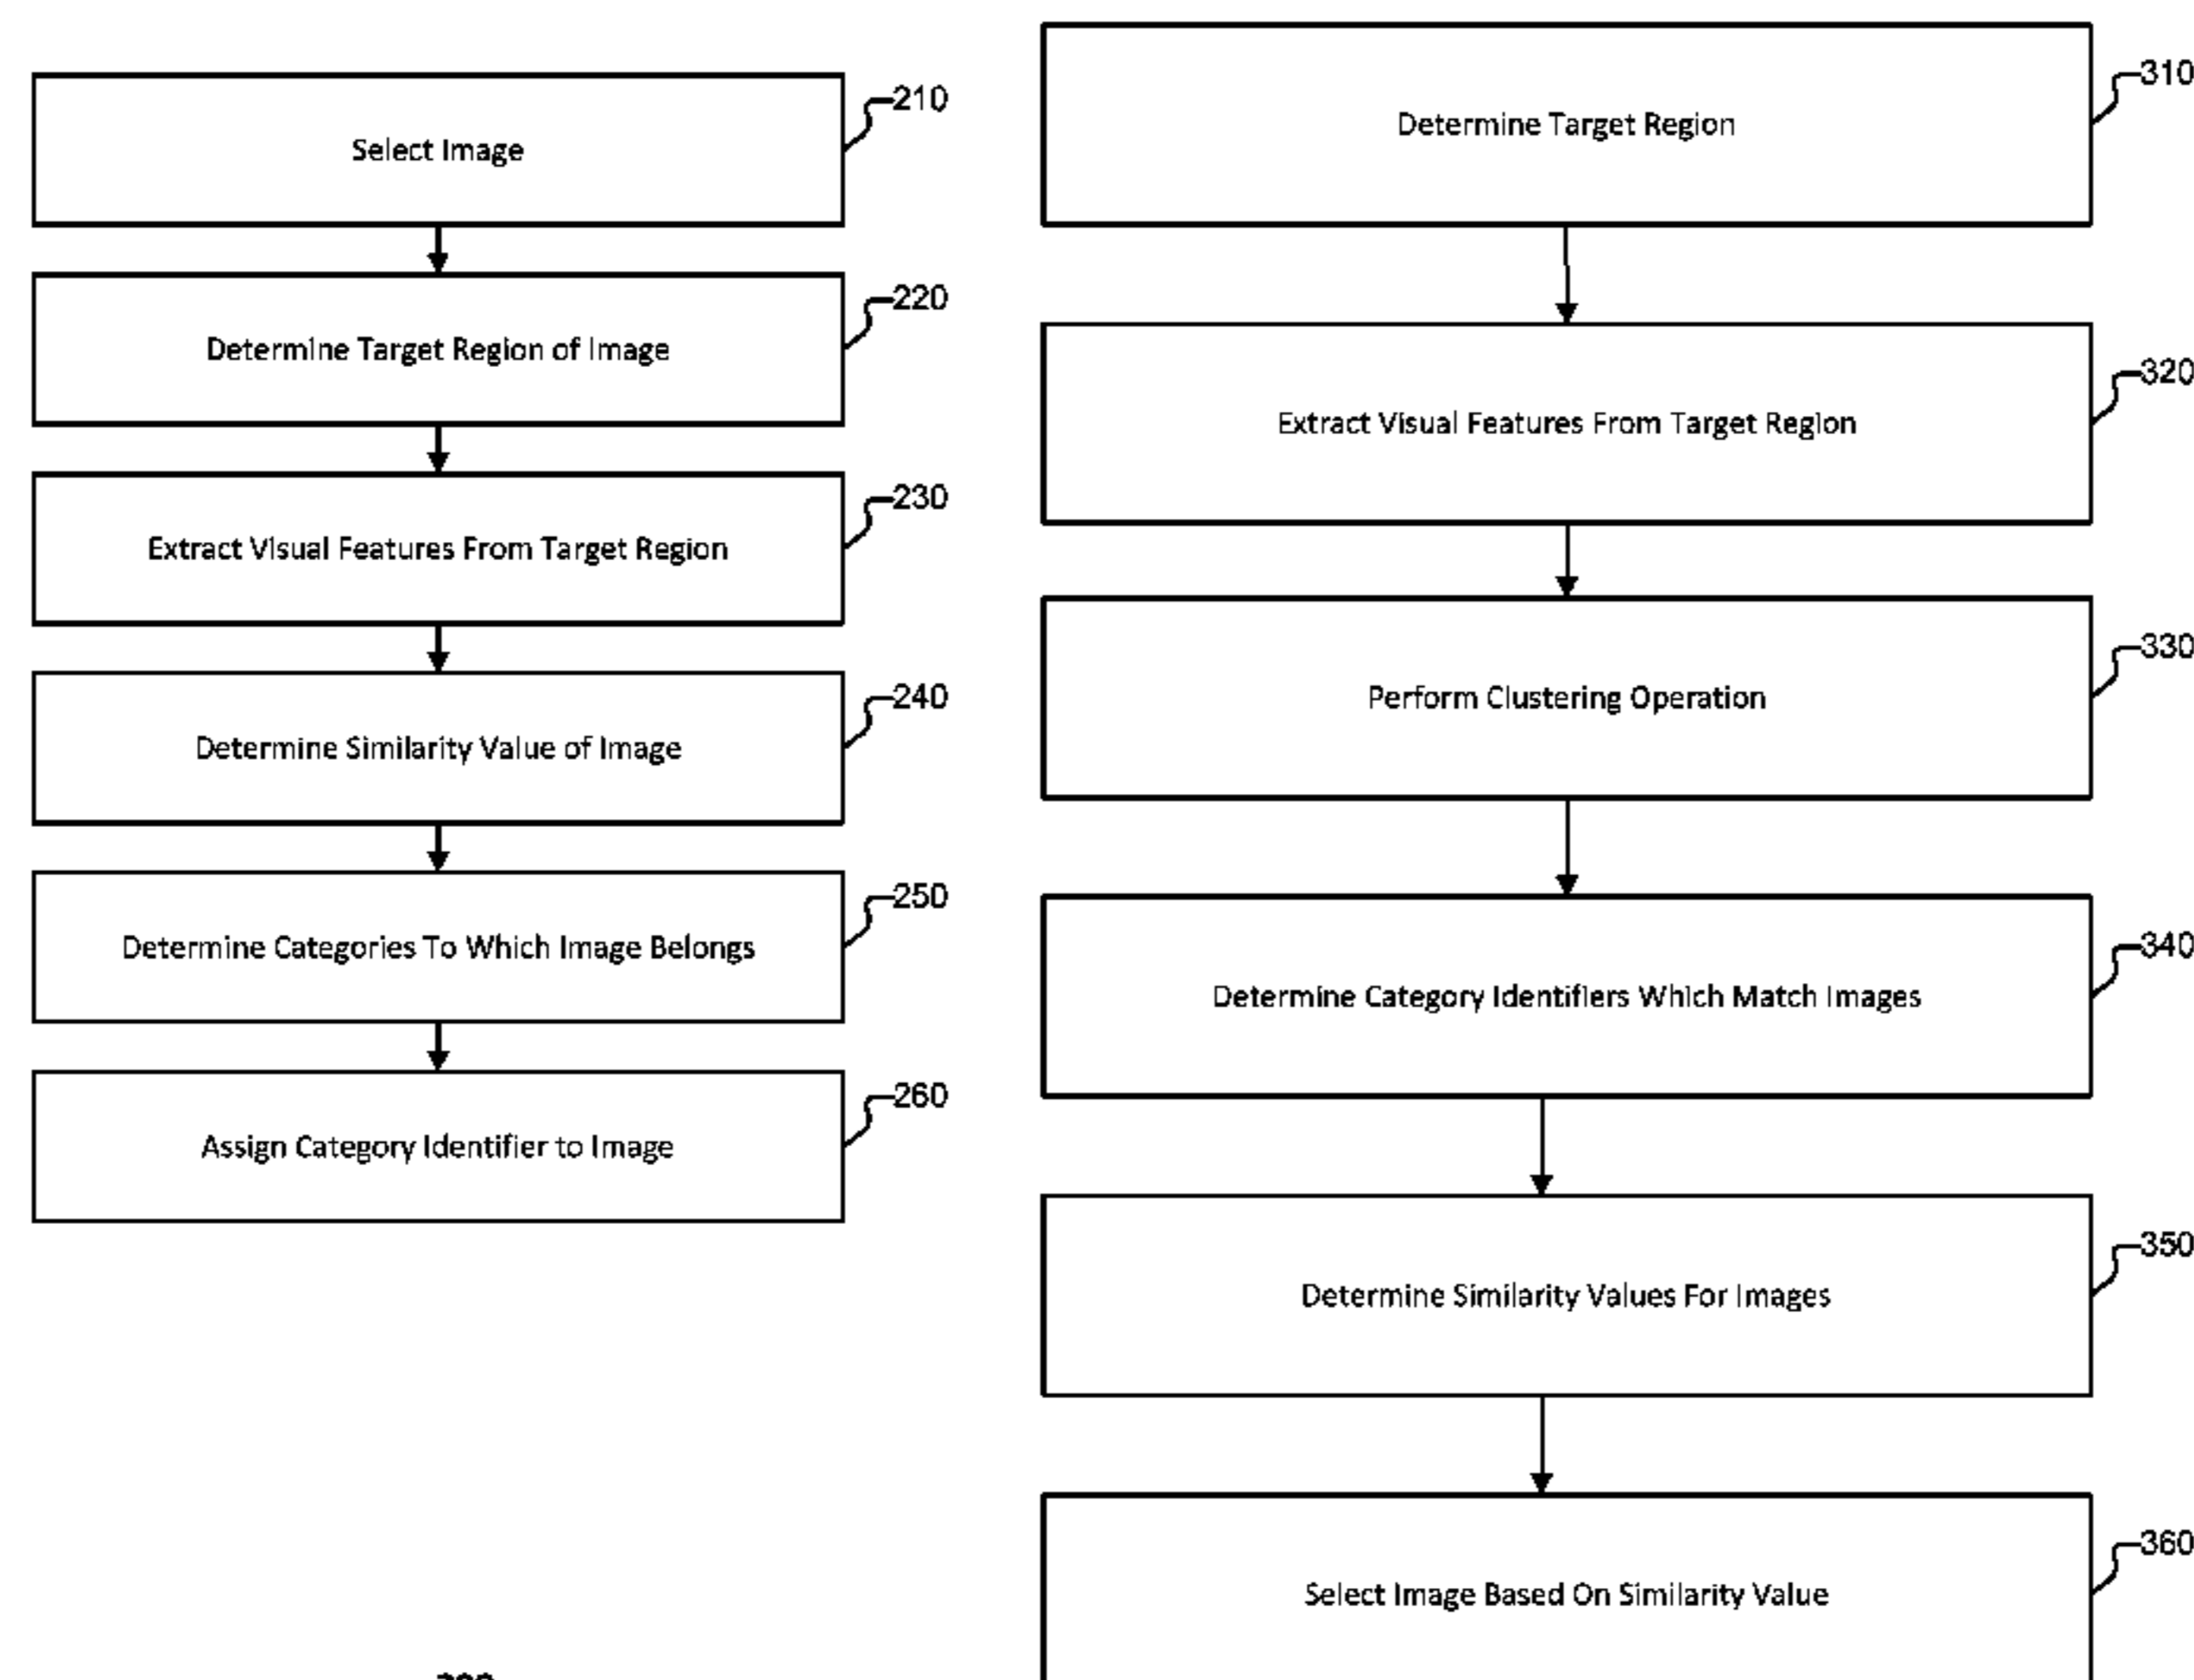 Select Image
210
Determine Target Region of Image
220
Extract Visual Features From Target Region
230
Determine Similarity Value of Image
240
Determine Categories To Which Image Belongs
250
Assign Category Identifier to Image
260
Determine Target Region
310
Extract Visual Features From Target Region
320
Perform Clustering Operation
330
Determine Category Identifiers Which Match Images
340
Determine Similarity Values For Images
350
Select Image Based On Similarity Value
360